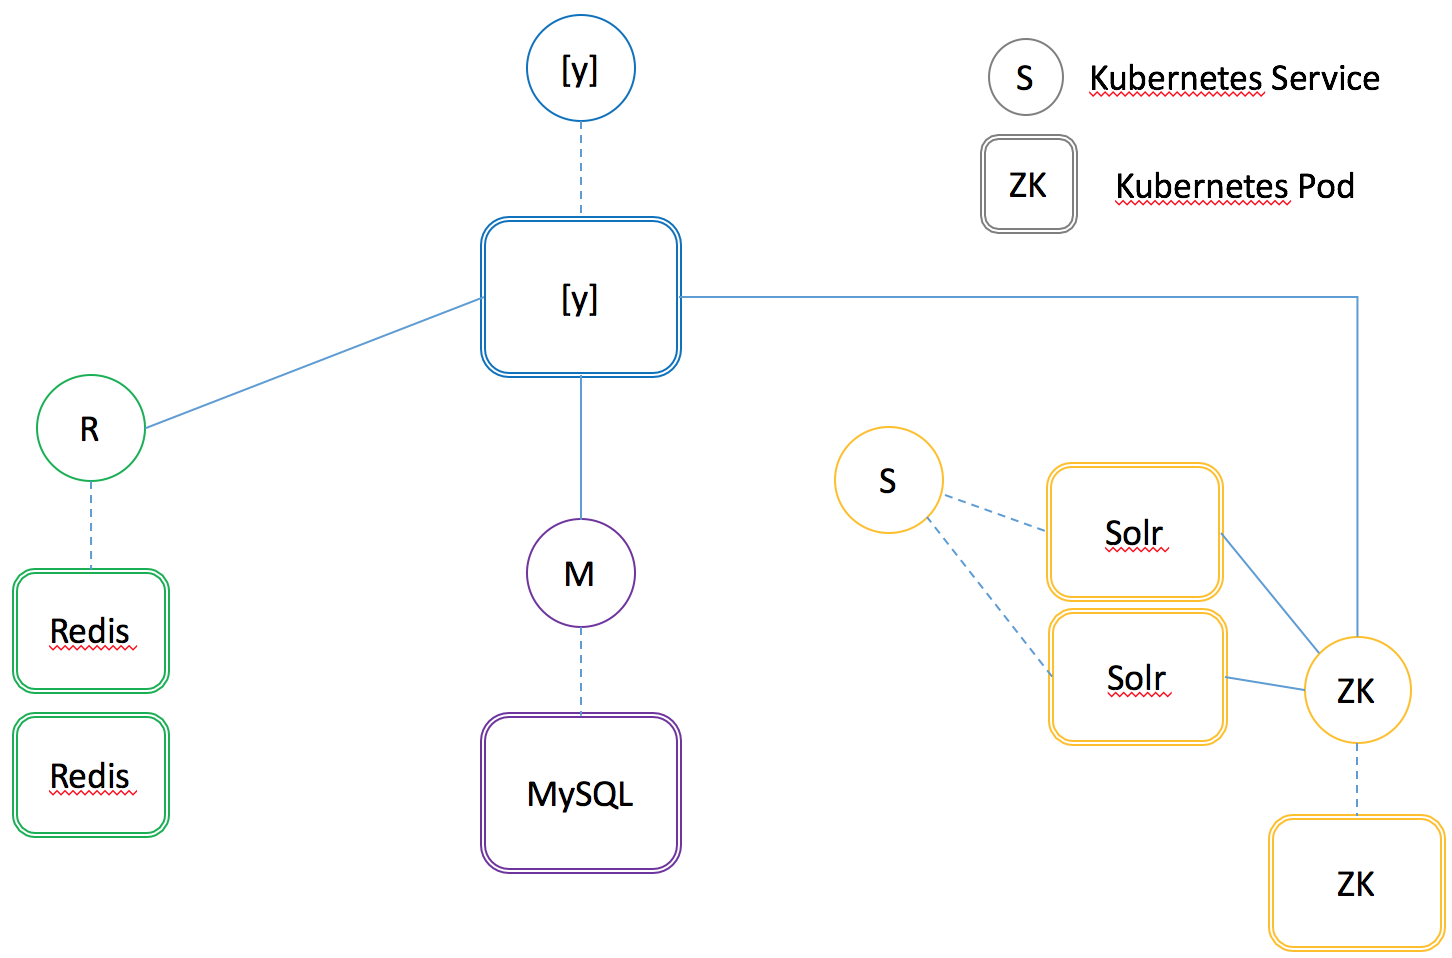 [y]
S
Kubernetes Service
ZK
Kubernetes Pod
[y]
R
S
Solr
M
Redis
Solr
ZK
Redis
MySQL
ZK